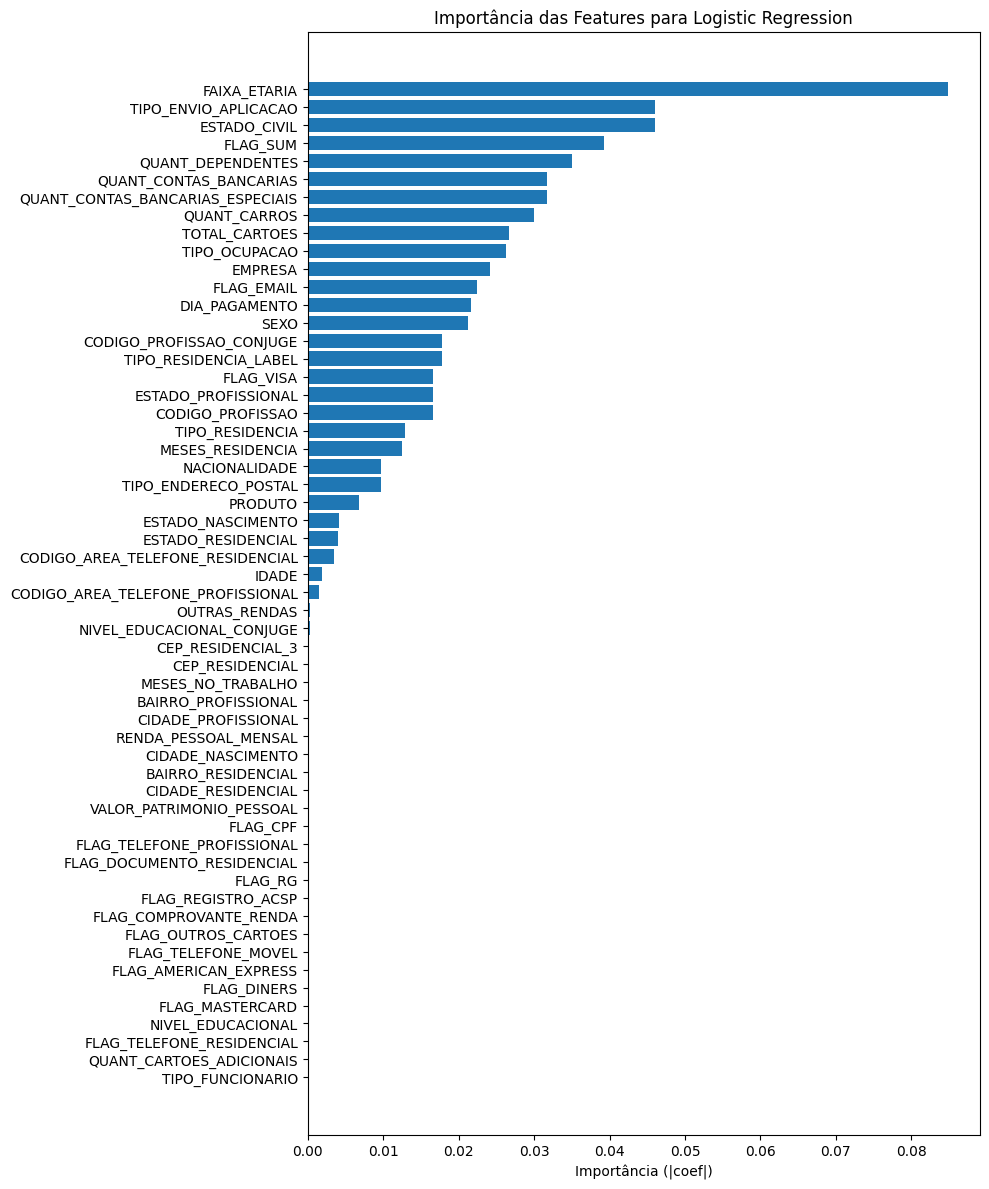 Importância das Features para Logistic Regression
FAIXA_ETARIA
TIPO_ENVIO_APLICACAO
ESTADO_CIVIL
FLAG_SUM
QUANT_DEPENDENTES
QUANT_CONTAS_BANCARIAS
QUANT_CONTAS_BANCARIAS_ESPECIAIS
QUANT_CARROS
TOTAL_CARTOES
TIPO_OCUPACAO
EMPRESA
FLAG_EMAIL
DIA_PAGAMENTO
SEXO
CODIGO_PROFISSAO_CONJUGE
TIPO_RESIDENCIA_LABEL
FLAG_VISA
ESTADO_PROFISSIONAL
CODIGO_PROFISSAO
TIPO_RESIDENCIA
MESES_RESIDENCIA
NACIONALIDADE
TIPO_ENDERECO_POSTAL
PRODUTO
ESTADO_NASCIMENTO
ESTADO_RESIDENCIAL
CODIGO_AREA_TELEFONE_RESIDENCIAL
IDADE
CODIGO_AREA_TELEFONE_PROFISSIONAL
OUTRAS_RENDAS
NIVEL_EDUCACIONAL_CONJUGE
CEP_RESIDENCIAL_3
CEP_RESIDENCIAL
MESES_NO_TRABALHO
BAIRRO_PROFISSIONAL
CIDADE_PROFISSIONAL
RENDA_PESSOAL_MENSAL
CIDADE_NASCIMENTO
BAIRRO_RESIDENCIAL
CIDADE_RESIDENCIAL
VALOR_PATRIMONIO_PESSOAL
FLAG_CPF
FLAG_TELEFONE_PROFISSIONAL
FLAG_DOCUMENTO_RESIDENCIAL
FLAG_RG
FLAG_REGISTRO_ACSP
FLAG_COMPROVANTE_RENDA
FLAG_OUTROS_CARTOES
FLAG_TELEFONE_MOVEL
FLAG_AMERICAN_EXPRESS
FLAG_DINERS
FLAG_MASTERCARD
NIVEL_EDUCACIONAL
FLAG_TELEFONE_RESIDENCIAL
QUANT_CARTOES_ADICIONAIS
TIPO_FUNCIONARIO
0.00 0.01 0.02 0.03 0.04 0.05 0.06 0.07 0.08
Importância (|coef|)